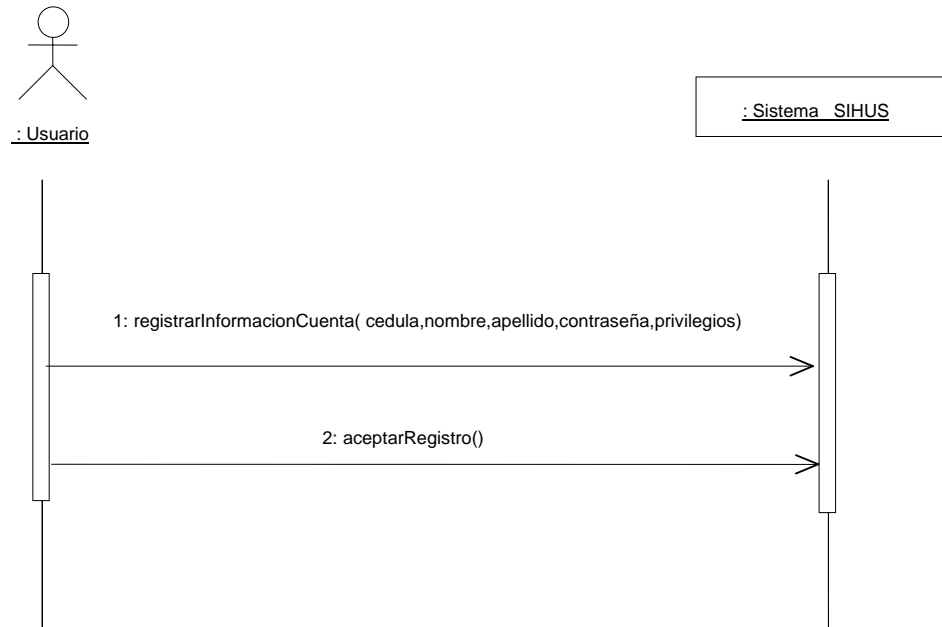 : Usuario
: Sistema SIHUS
1: registrarInformacionCuenta( cedula,nombre,apellido,contraseña,privilegios)
2: aceptarRegistro()